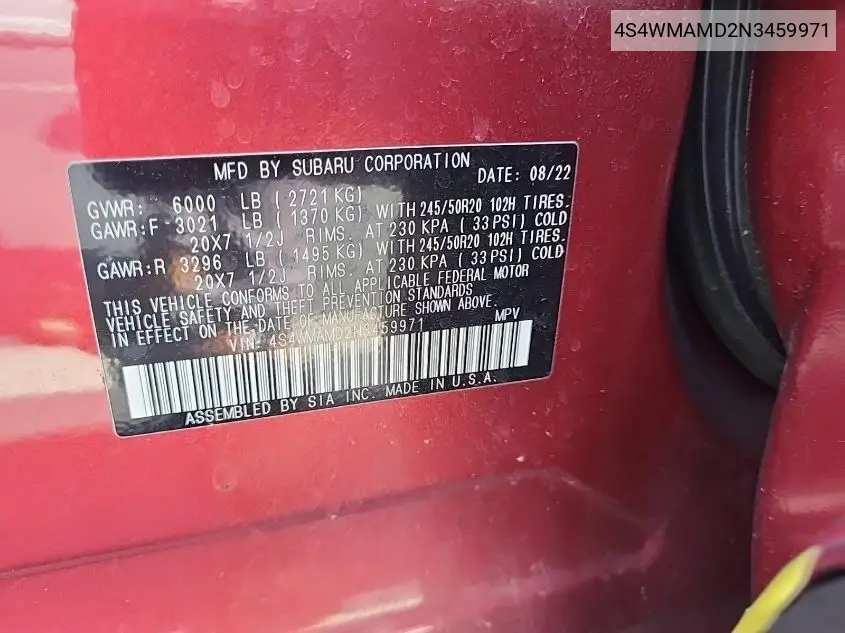 4S4WMAMD2N3459971
MFD BY SUBARU CORPORATION DATE: 08/22
GVWR: 6000 LB ( 2721 KG)
GAWR:F - 3021 LB ( 1370 KG) WITH 245/50R20 102H TIRES.
20X7 1/2J RIMS. AT 230 KPA ( 33 PSI) COLD
GAWR:R 3296 LB ( 1495 KG) WITH 245/50R20 102H TIRES.
20X7 1/2J RIMS. AT 230 KPA ( 33 PSI) COLD
THIS VEHICLE CONFORMS TO ALL APPLICABLE FEDERAL MOTOR
VEHICLE SAFETY AND THEFT PREVENTION STANDARDS
IN EFFECT ON THE DATE OF MANUFACTURE SHOWN ABOVE.
VIN: 4S4WMAMD2N3459971 MPV
ASSEMBLED BY SIA INC. MADE IN U.S.A.